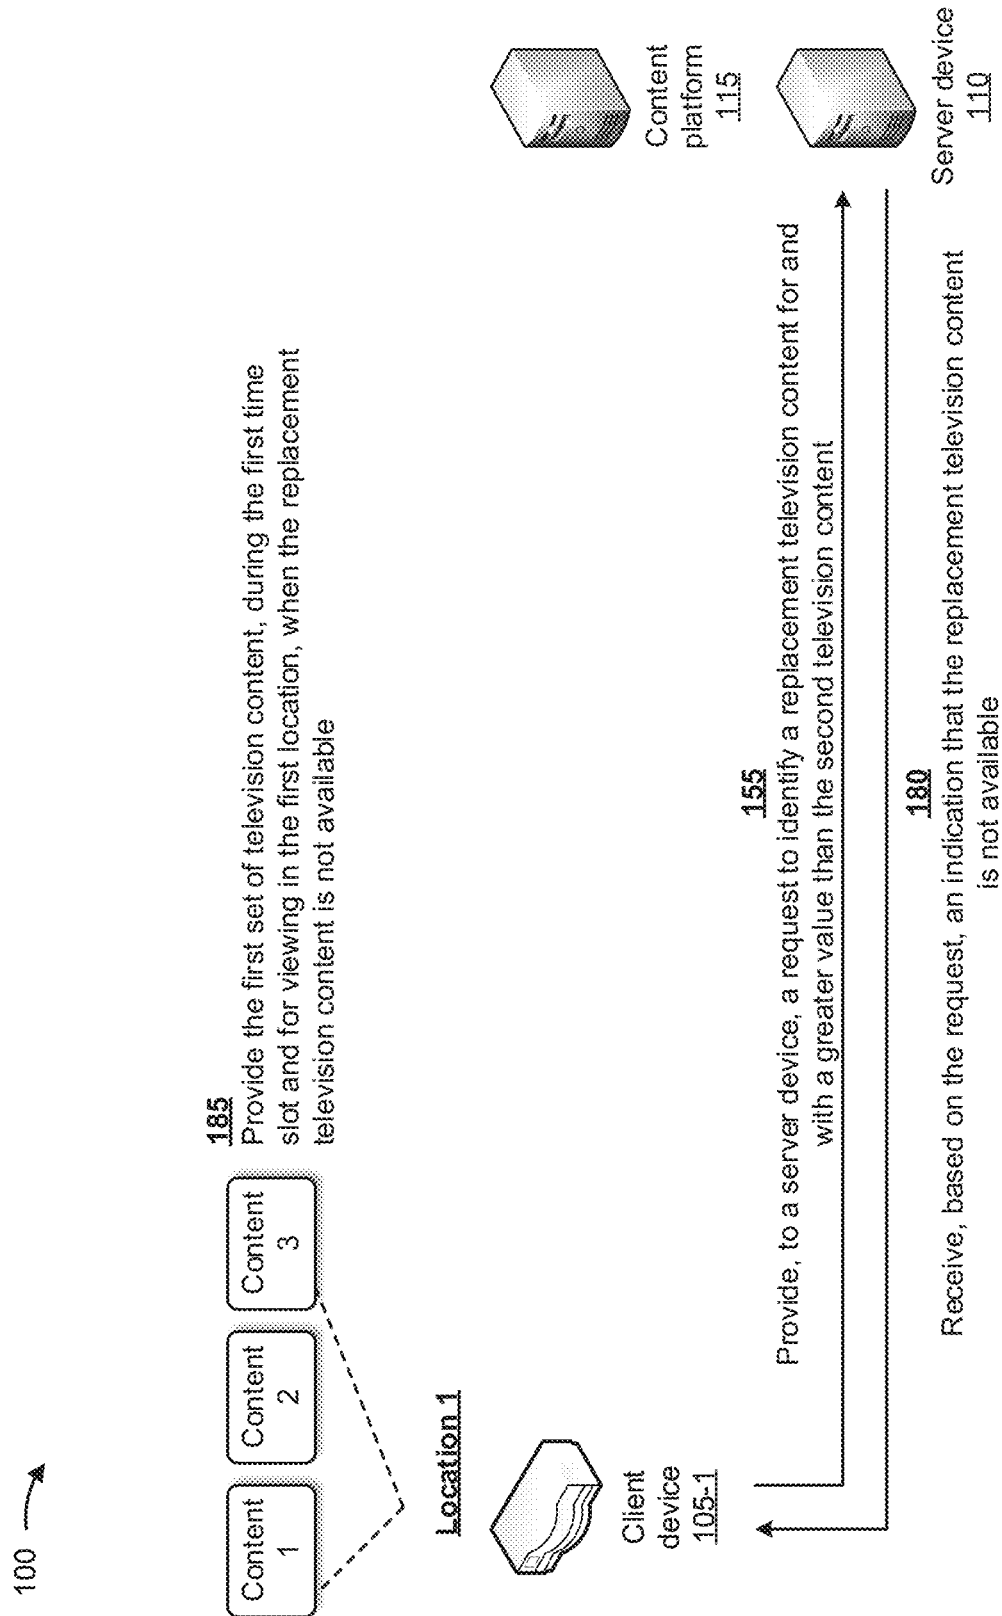 100
Content
1
Content
2
Content
3
185
Provide the first set of television content, during the first time
slot and for viewing in the first location, when the replacement
television content is not available
Location 1
Client
device
105-1
Content
platform
115
155
Provide, to a server device, a request to identify a replacement television content for and
with a greater value than the second television content
180
Receive, based on the request, an indication that the replacement television content
is not available
Server device
110